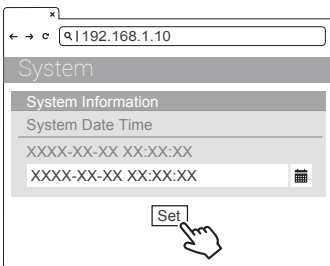 192.168.1.10
System
System Information
System Date Time
XXXX-XX-XX XX:XX:XX
XXXX-XX-XX XX:XX:XX
Set